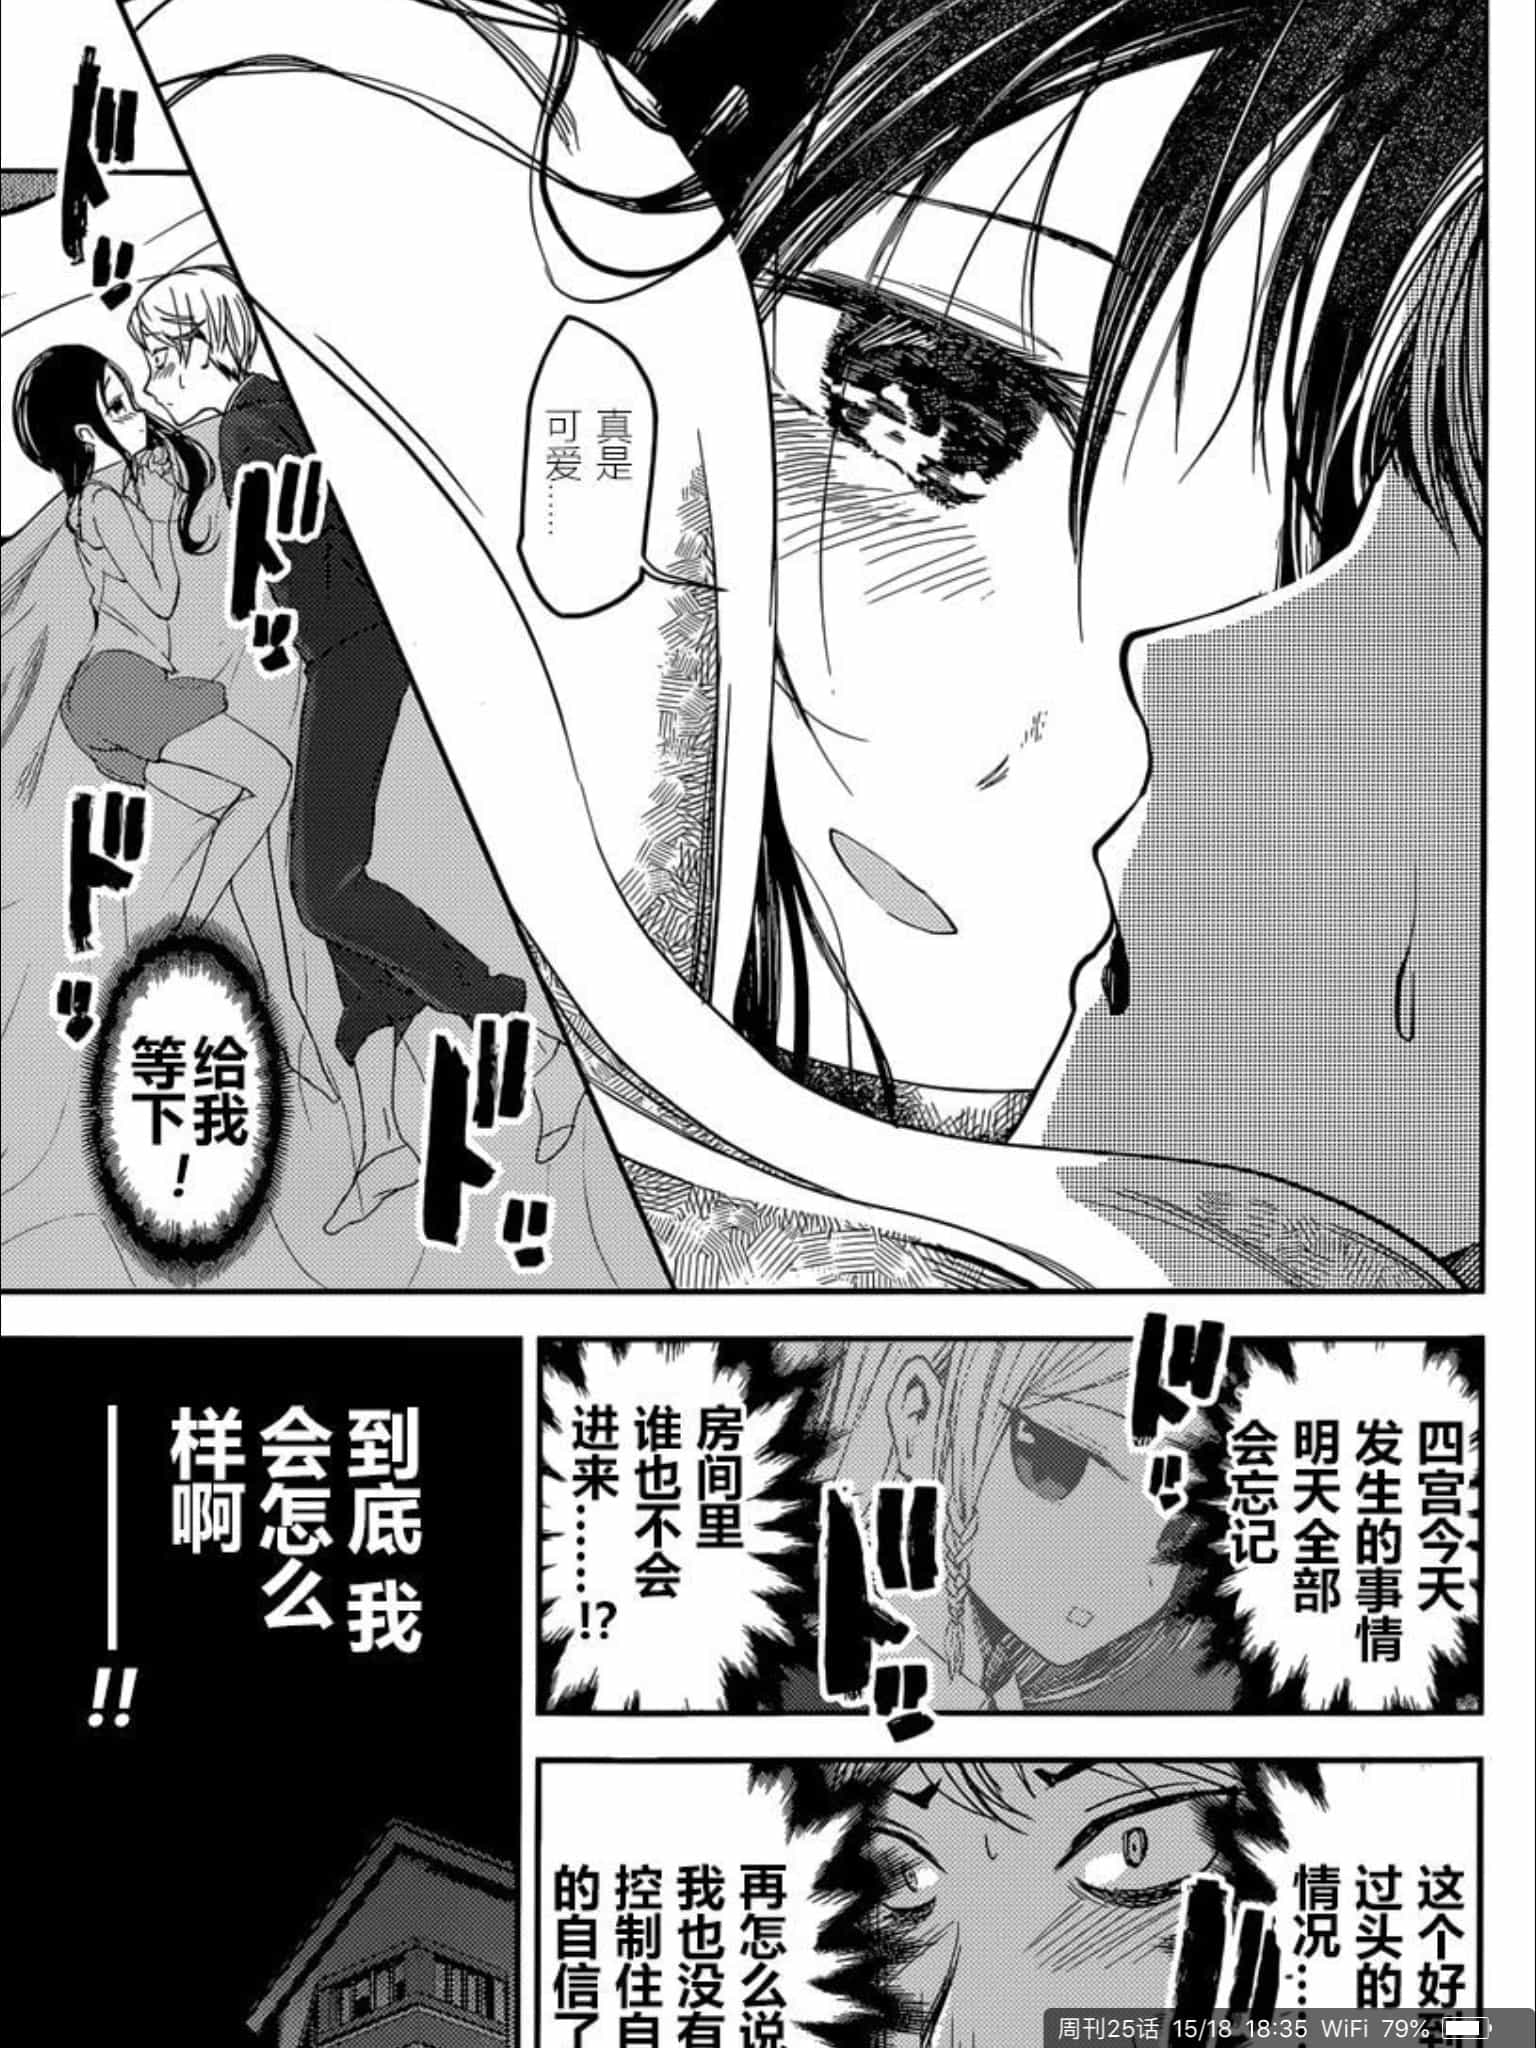 真是
可爱……
ドッ
ドッ
ドッ
ドッ
给我
等下！
四宫今天
发生的事情
明天全部
会忘记
ドッ
ドッ
房间里
谁也不会
进来………!?
这个好到
过头的
情况……
再怎么说
我也没有
控制住自
的自信了
到底 我
会怎么
样啊
——!!
周刊25话 15/18 18:35 WiFi 79%